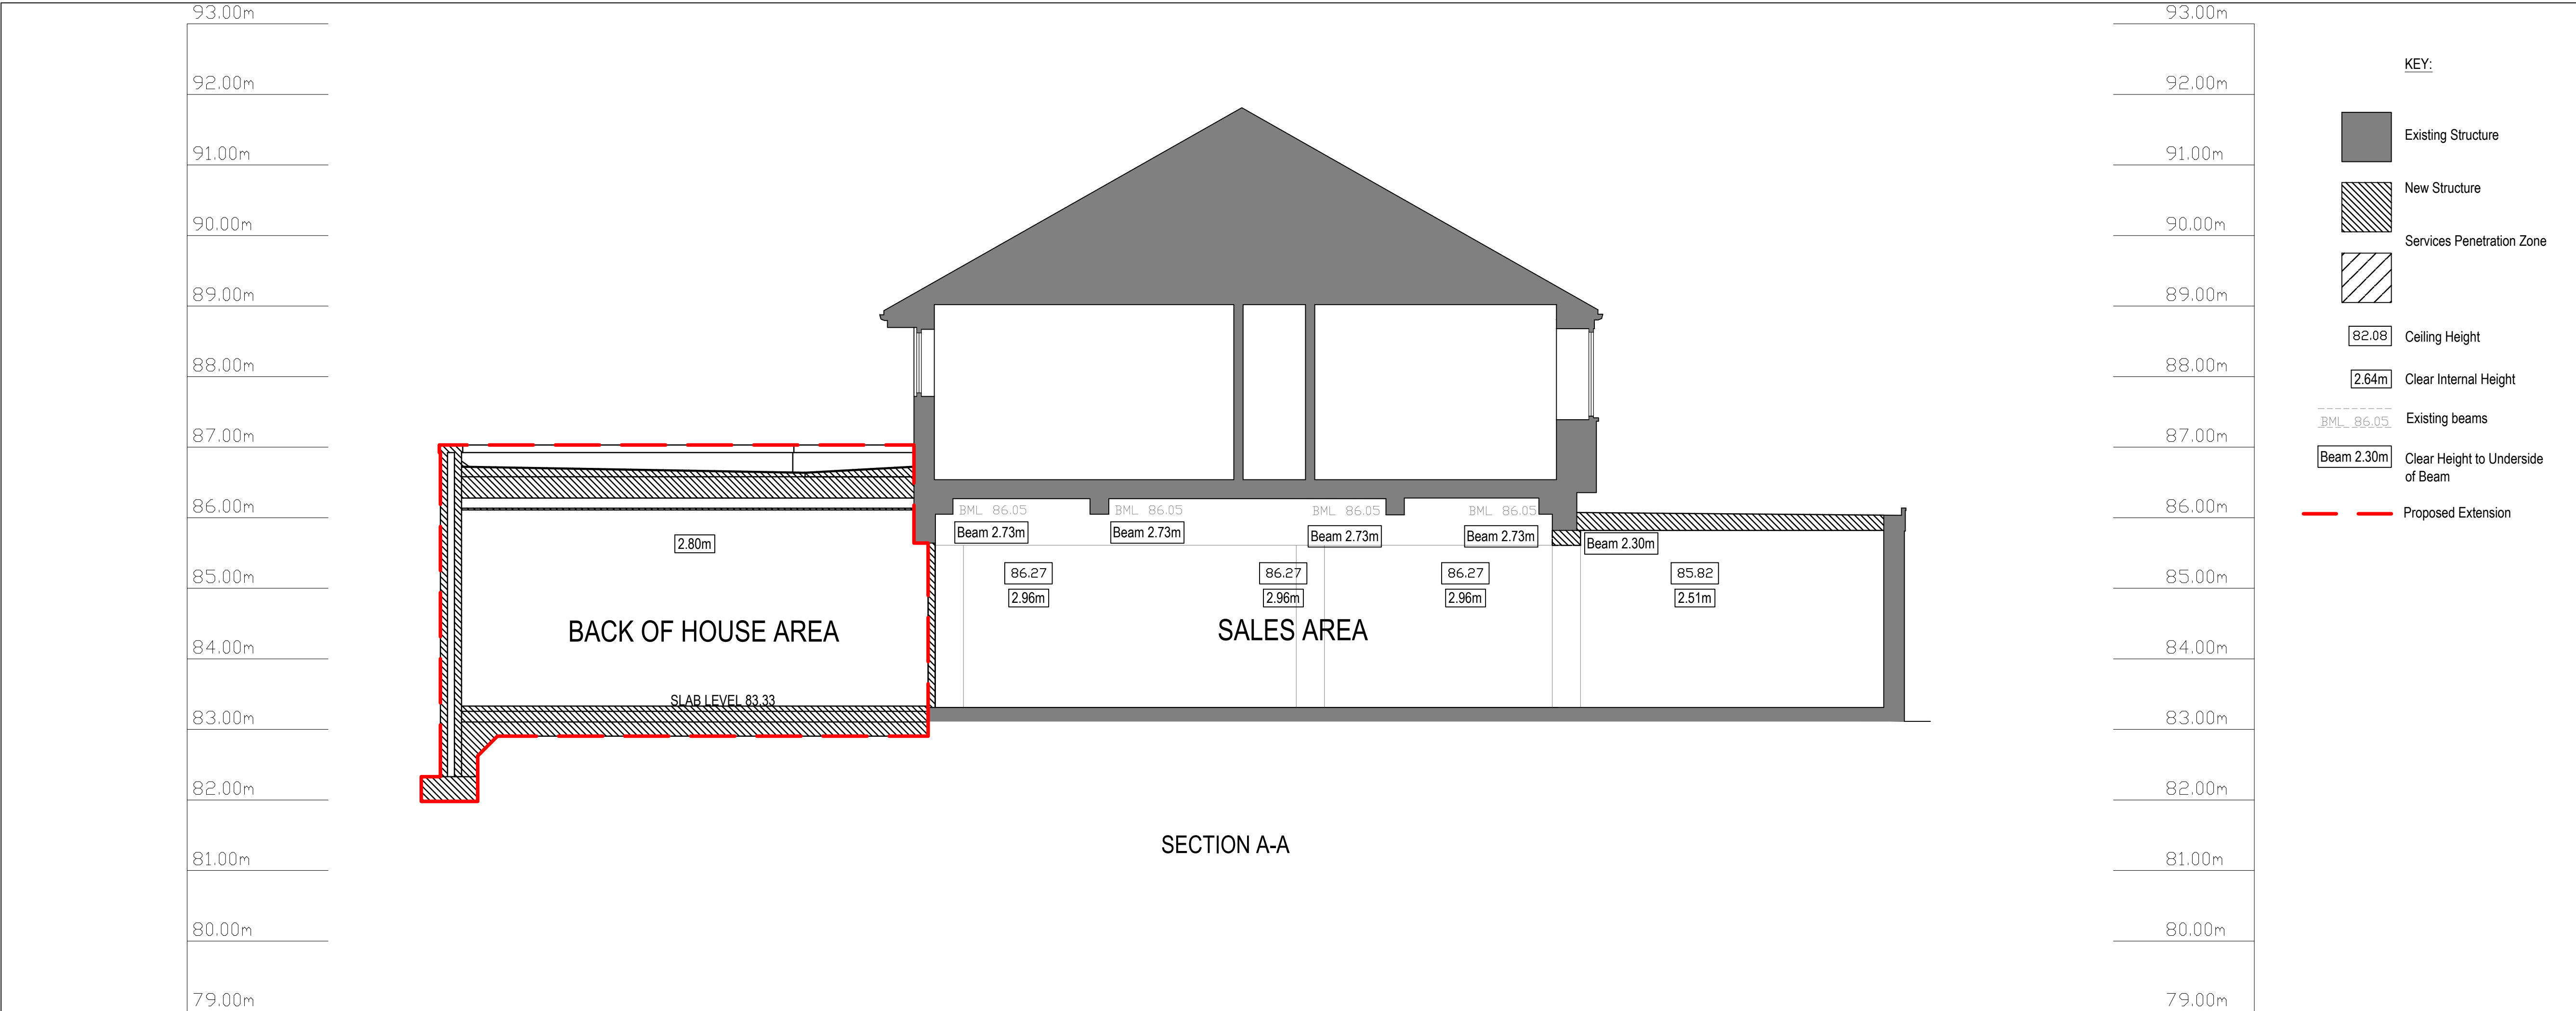 93.00m
92.00m
91.00m
90.00m
89.00m
88.00m
87.00m
86.00m
85.00m
84.00m
83.00m
82.00m
81.00m
80.00m
79.00m
BML 86.05
BML 86.05
BML 86.05
BML 86.05
Beam 2.73m
Beam 2.73m
Beam 2.73m
Beam 2.73m
Beam 2.30m
2.80m
86.27
86.27
86.27
85.82
2.96m
2.96m
2.96m
2.51m
BACK OF HOUSE AREA
SALES AREA
SLAB LEVEL 83.33
SECTION A-A
93.00m
92.00m
91.00m
90.00m
89.00m
88.00m
87.00m
86.00m
85.00m
84.00m
83.00m
82.00m
81.00m
80.00m
79.00m
KEY:
Existing Structure
New Structure
Services Penetration Zone
82.08 Ceiling Height
2.64m Clear Internal Height
BML 86.05 Existing beams
Beam 2.30m Clear Height to Underside
of Beam
Proposed Extension